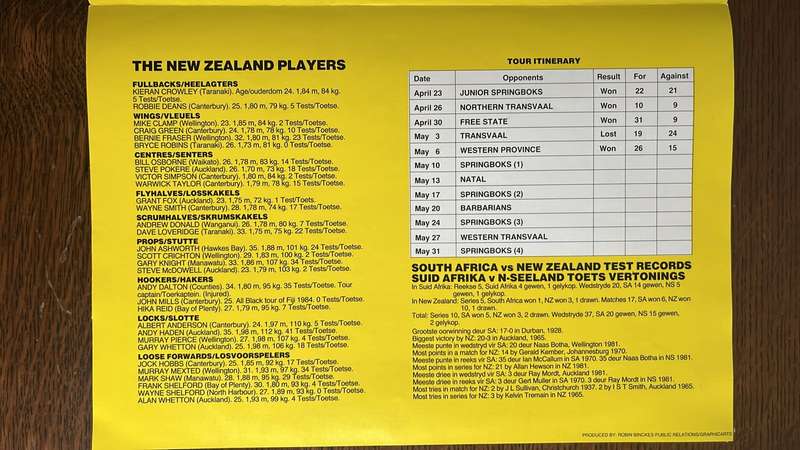 THE NEW ZEALAND PLAYERS
FULLBACKS/HEELAGTERS
KIERAN CROWLEY (Taranaki). Age/ouderdom 24. 1,84 m, 84 kg.
5 Tests/Toetse.
ROBBIE DEANS (Canterbury). 25. 1,80 m, 79 kg. 5 Tests/Toetse.
WINGS/VLEUELS
MIKE CLAMP (Wellington). 23. 1,85 m, 84 kg. 2 Tests/Toetse.
CRAIG GREEN (Canterbury). 24. 1,78 m, 78 kg. 10 Tests/Toetse.
BERNIE FRASER (Wellington). 32. 1,80 m, 81 kg. 23 Tests/Toetse.
BRYCE ROBINS (Taranaki). 26. 1,73 m, 81 kg. 0 Tests/Toetse.
CENTRES/SENTERS
BILL OSBORNE (Waikato). 26. 1,78 m, 83 kg. 14 Tests/Toetse.
STEVE POKERE (Auckland). 26. 1,70 m, 73 kg. 18 Tests/Toetse.
VICTOR SIMPSON (Canterbury). 1,80 m, 84 kg. 2 Tests/Toetse.
WARWICK TAYLOR (Canterbury). 1,79 m, 78 kg. 15 Tests/Toetse.
FLYHALVES/LOSSKAKELS
GRANT FOX (Auckland). 23. 1,75 m, 72 kg. 1 Test/Toets.
WAYNE SMITH (Canterbury). 28. 1,78 m, 74 kg. 17 Tests/Toetse.
SCRUMHALVES/SKRUMSKAKELS
ANDREW DONALD (Wanganui). 26. 1,78 m, 80 kg. 7 Tests/Toetse.
DAVE LOVERIDGE (Taranaki). 33. 1,75 m, 75 kg. 22 Tests/Toetse.
PROPS/STUTTE
JOHN ASHWORTH (Hawkes Bay). 35. 1,88 m, 101 kg. 24 Tests/Toetse.
SCOTT CRICHTON (Wellington). 29. 1,83 m, 100 kg. 2 Tests/Toetse.
GARY KNIGHT (Manawatu). 33. 1,86 m, 107 kg. 34 Tests/Toetse.
STEVE McDOWELL (Auckland). 23. 1,79 m, 103 kg. 2 Tests/Toetse.
HOOKERS/HAKERS
ANDY DALTON (Counties). 34. 1,80 m, 95 kg. 35 Tests/Toetse. Tour
captain/Toerkaptein. (Injured).
JOHN MILLS (Canterbury). 25. All Black tour of Fiji 1984. 0 Tests/Toetse.
HIKA REID (Bay of Plenty). 27. 1,79 m, 95 kg. 7 Tests/Toetse.
LOCKS/SLOTTE
ALBERT ANDERSON (Canterbury). 24. 1,97 m, 110 kg. 5 Tests/Toetse.
ANDY HADEN (Auckland). 35. 1,98 m, 112 kg. 41 Tests/Toetse.
MURRAY PIERCE (Wellington). 27. 1,98 m, 107 kg. 4 Tests/Toetse.
GARY WHETTON (Auckland). 25. 1,98 m, 106 kg. 18 Tests/Toetse.
LOOSE FORWARDS/LOSVOORSPELERS
JOCK HOBBS (Canterbury). 25. 1,85 m, 92 kg. 17 Tests/Toetse.
MURRAY MEXTED (Wellington). 31. 1,93 m, 97 kg. 34 Tests/Toetse.
MARK SHAW (Manawatu). 28. 1,88 m, 95 kg. 29 Tests/Toetse.
FRANK SHELFORD (Bay of Plenty). 30. 1,80 m, 93 kg. 4 Tests/Toetse.
WAYNE SHELFORD (North Harbour). 27. 1,89 m, 93 kg. 0 Tests/Toetse.
ALAN WHETTON (Auckland). 25. 1,93 m, 99 kg. 4 Tests/Toetse.
TOUR ITINERARY
Date Opponents Result For Against
April 23 JUNIOR SPRINGBOKS Won 22 21
April 26 NORTHERN TRANSVAAL Won 10 9
April 30 FREE STATE Won 31 9
May 3 TRANSVAAL Lost 19 24
May 6 WESTERN PROVINCE Won 26 15
May 10 SPRINGBOKS (1)
May 13 NATAL
May 17 SPRINGBOKS (2)
May 20 BARBARIANS
May 24 SPRINGBOKS (3)
May 27 WESTERN TRANSVAAL
May 31 SPRINGBOKS (4)
SOUTH AFRICA vs NEW ZEALAND TEST RECORDS
SUID AFRIKA v N-SEELAND TOETS VERTONINGS
In Suid Afrika: Reekse 5, Suid Afrika 4 gewen, 1 gelykop. Wedstryde 20, SA 14 gewen, NS 5
gewen, 1 gelykop.
In New Zealand: Series 5, South Africa won 1, NZ won 3, 1 drawn. Matches 17, SA won 6, NZ won
10, 1 drawn.
Total: Series 10, SA won 5, NZ won 3, 2 drawn. Wedstryde 37, SA 20 gewen, NS 15 gewen,
2 gelykop.
Grootste oorwinning deur SA: 17-0 in Durban, 1928.
Biggest victory by NZ: 20-3 in Auckland, 1965.
Meeste punte in wedstryd vir SA: 20 deur Naas Botha, Wellington 1981.
Most points in a match for NZ: 14 by Gerald Kember, Johannesburg 1970.
Meeste punte in reeks vir SA: 35 deur Ian McCallum in SA 1970. 35 deur Naas Botha in NS 1981.
Most points in series for NZ: 21 by Allan Hewson in NZ 1981.
Meeste drieë in wedstryd vir SA: 3 deur Ray Mordt, Auckland 1981.
Meeste drieë in reeks vir SA: 3 deur Gert Muller in SA 1970. 3 deur Ray Mordt in NS 1981.
Most tries in match for NZ: 2 by J L Sullivan, Christchurch 1937. 2 by I S T Smith, Auckland 1965.
Most tries in series for NZ: 3 by Kelvin Tremain in NZ 1965.
PRODUCED BY: ROBIN BINCKES PUBLIC RELATIONS/GRAPHICARTS